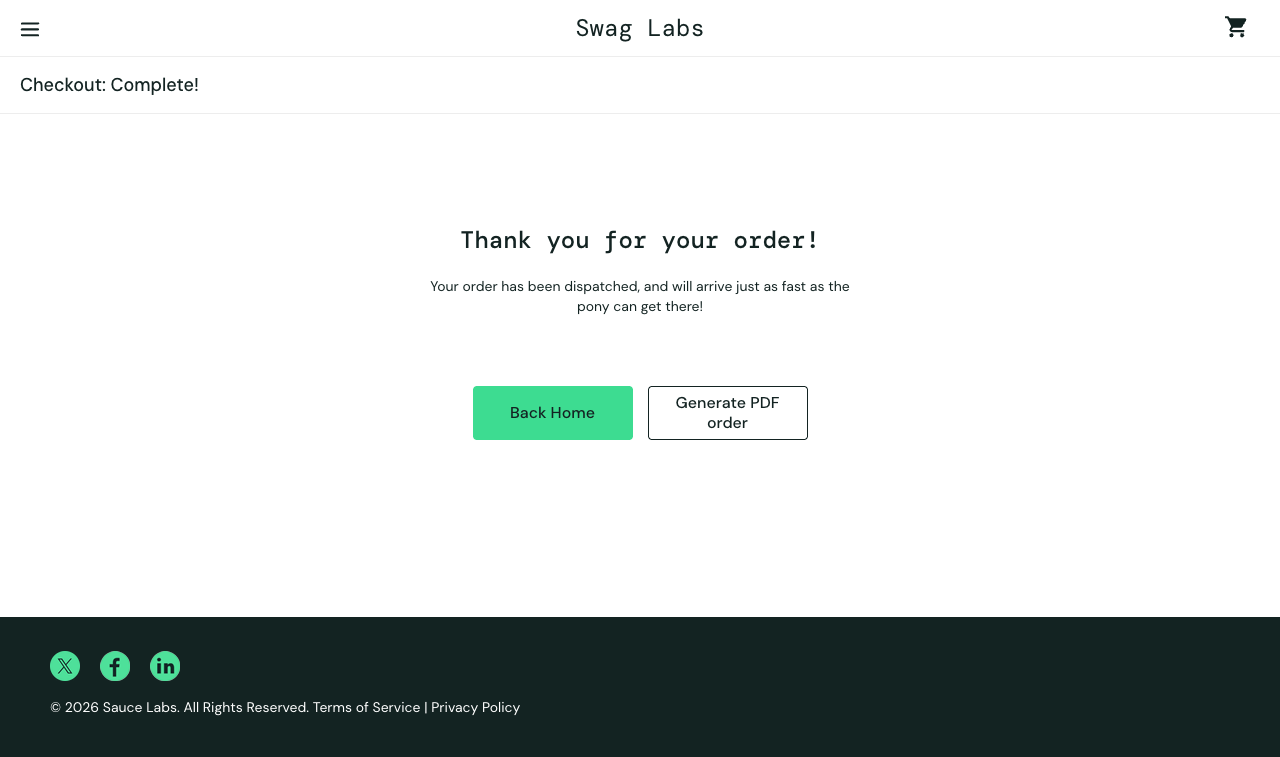 Swag Labs
Checkout: Complete!
Thank you for your order!
Your order has been dispatched, and will arrive just as fast as the
pony can get there!
Back Home
Generate PDF
order
© 2026 Sauce Labs. All Rights Reserved. Terms of Service | Privacy Policy